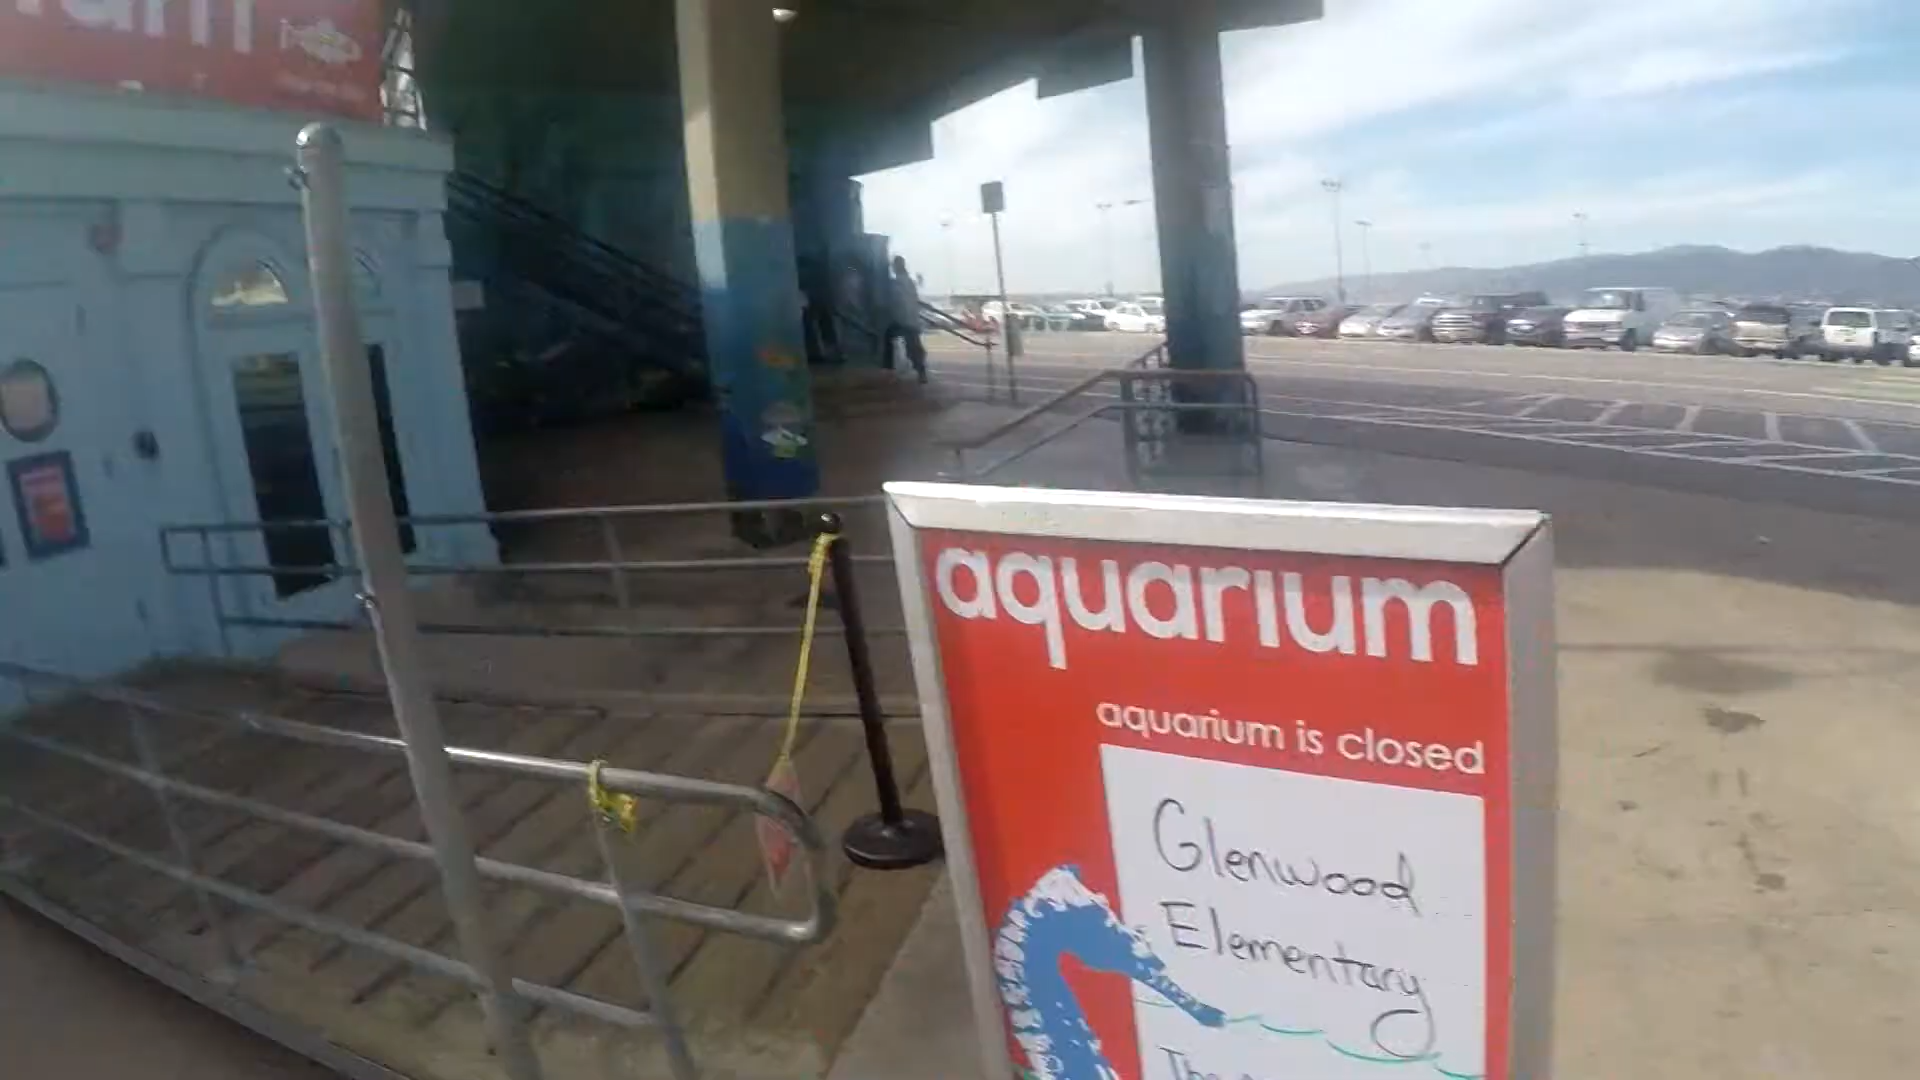 aquarium
aquarium is closed
Glenwood
Elementary